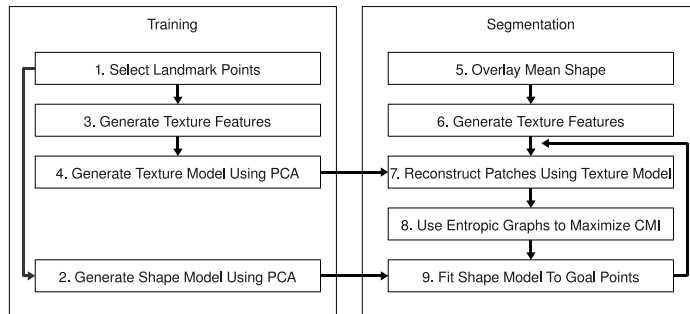 Training
1. Select Landmark Points
3. Generate Texture Features
4. Generate Texture Model Using PCA
2. Generate Shape Model Using PCA
Segmentation
5. Overlay Mean Shape
6. Generate Texture Features
7. Reconstruct Patches Using Texture Model
8. Use Entropic Graphs to Maximize CMI
9. Fit Shape Model To Goal Points